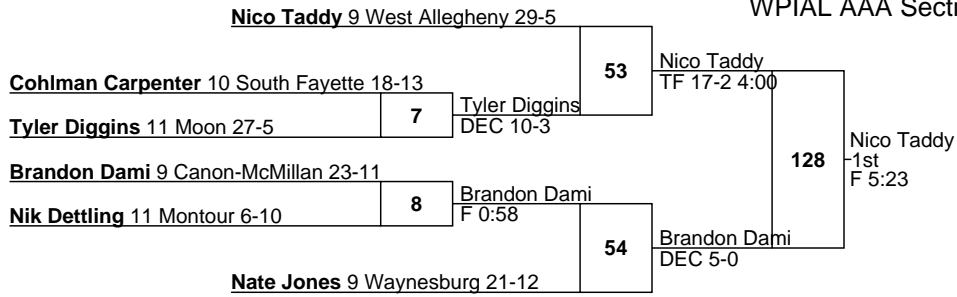 WPIAL AAA Secti
Nico Taddy 9 West Allegheny 29-5
53
Nico Taddy
TF 17-2 4:00
Cohlman Carpenter 10 South Fayette 18-13
7
Tyler Diggins
DEC 10-3
Tyler Diggins 11 Moon 27-5
128
Nico Taddy
1st
F 5:23
Brandon Dami 9 Canon-McMillan 23-11
8
Brandon Dami
F 0:58
Nik Dettling 11 Montour 6-10
54
Brandon Dami
DEC 5-0
Nate Jones 9 Waynesburg 21-12